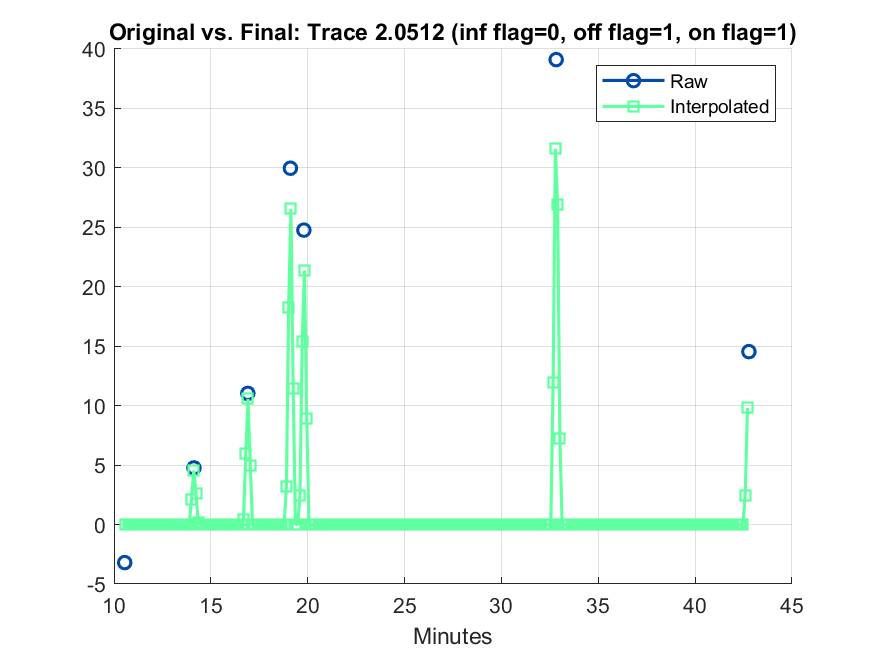 Original vs. Final: Trace 2.0512 (inf flag=0, off flag=1, on flag=1)
40
35
30
25
20
15
10
5
0
-5
Raw
Interpolated
10 15 20 25 30 35 40 45
Minutes